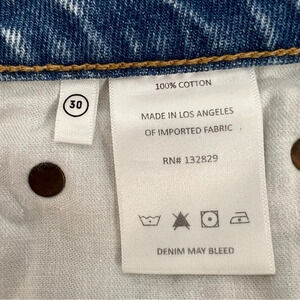 30
100% COTTON
MADE IN LOS ANGELES
OF IMPORTED FABRIC
RN# 132829
DENIM MAY BLEED